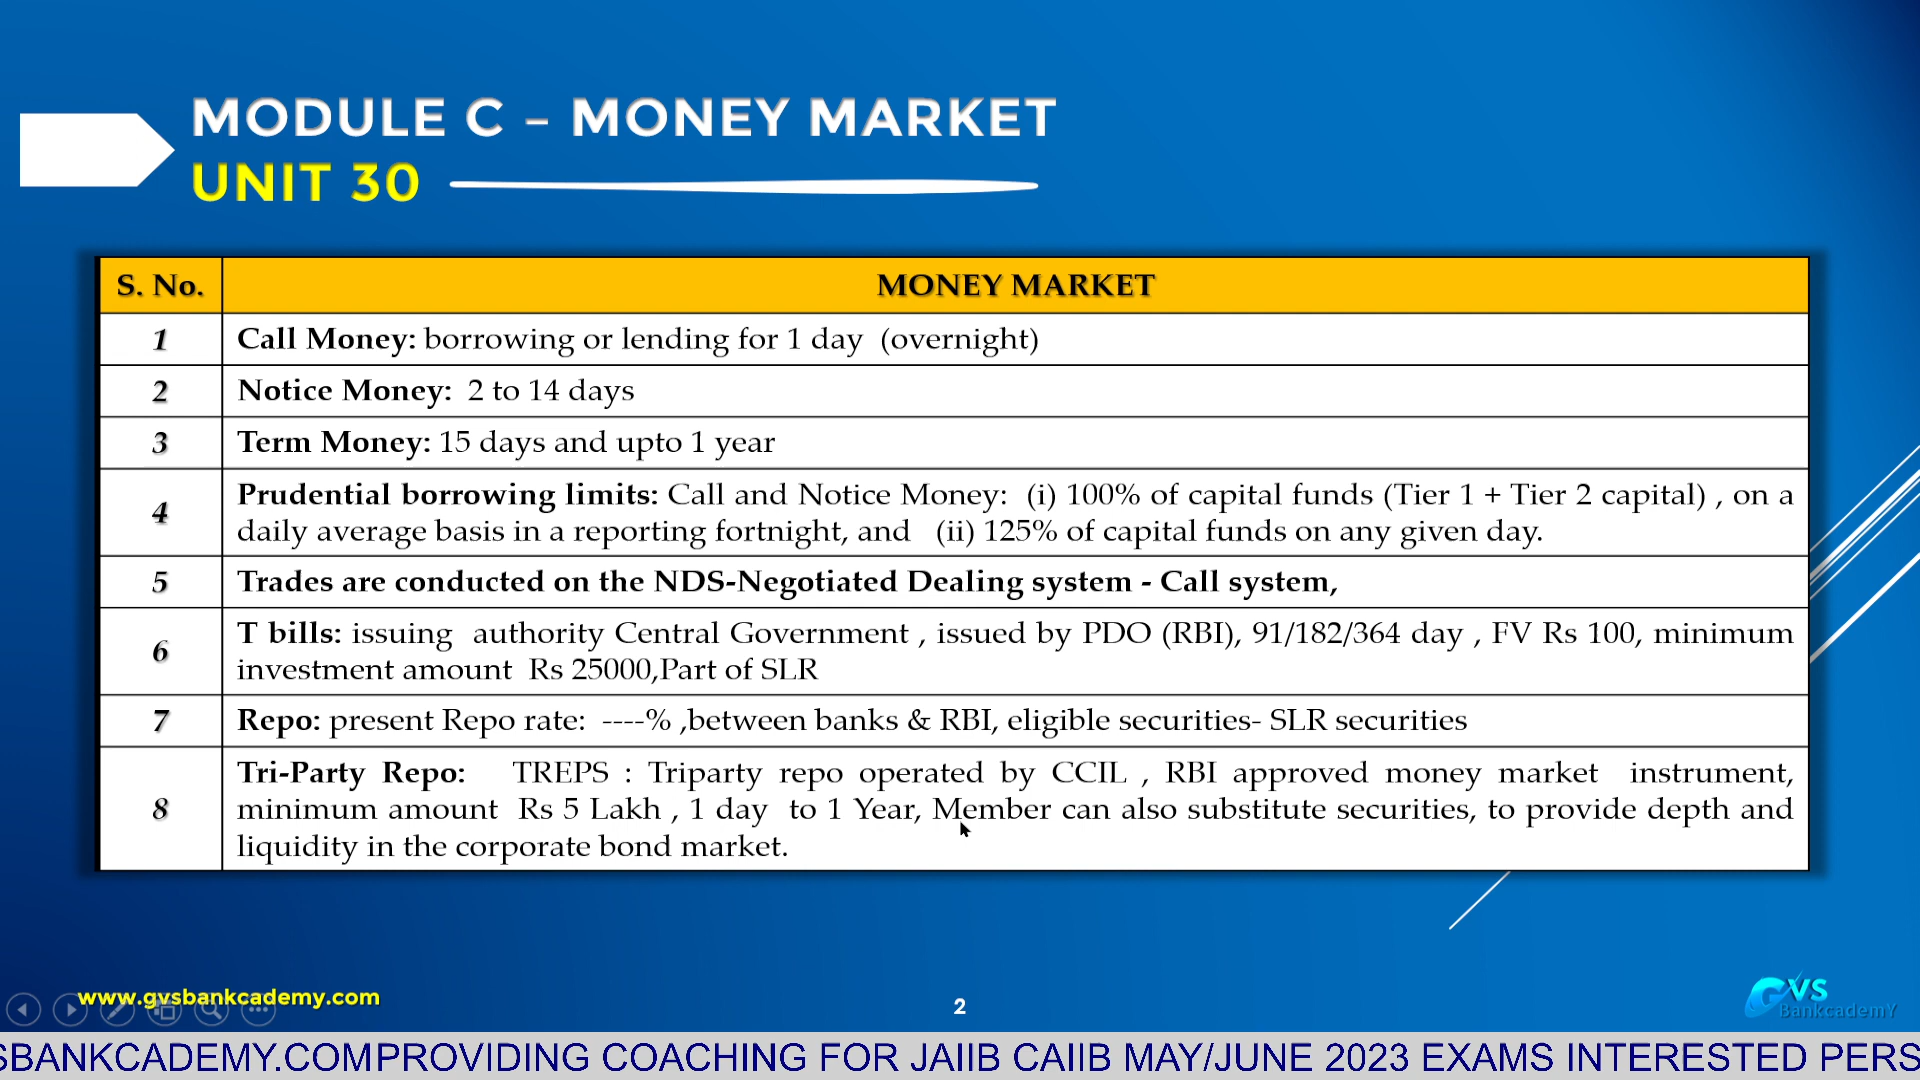 MODULE C – MONEY MARKET
UNIT 30
S. No. MONEY MARKET
1 Call Money: borrowing or lending for 1 day (overnight)
2 Notice Money: 2 to 14 days
3 Term Money: 15 days and upto 1 year
4 Prudential borrowing limits: Call and Notice Money: (i) 100% of capital funds (Tier 1 + Tier 2 capital) , on a
daily average basis in a reporting fortnight, and (ii) 125% of capital funds on any given day.
5 Trades are conducted on the NDS-Negotiated Dealing system - Call system,
6 T bills: issuing authority Central Government , issued by PDO (RBI), 91/182/364 day , FV Rs 100, minimum
investment amount Rs 25000,Part of SLR
7 Repo: present Repo rate: ----% ,between banks & RBI, eligible securities- SLR securities
8 Tri-Party Repo: TREPS : Triparty repo operated by CCIL , RBI approved money market instrument,
minimum amount Rs 5 Lakh , 1 day to 1 Year, Member can also substitute securities, to provide depth and
liquidity in the corporate bond market.
www.gvsbankcademy.com
2
GVS
BankcademY
SBANKCADEMY.COMPROVIDING COACHING FOR JAIIB CAIIB MAY/JUNE 2023 EXAMS INTERESTED PERS